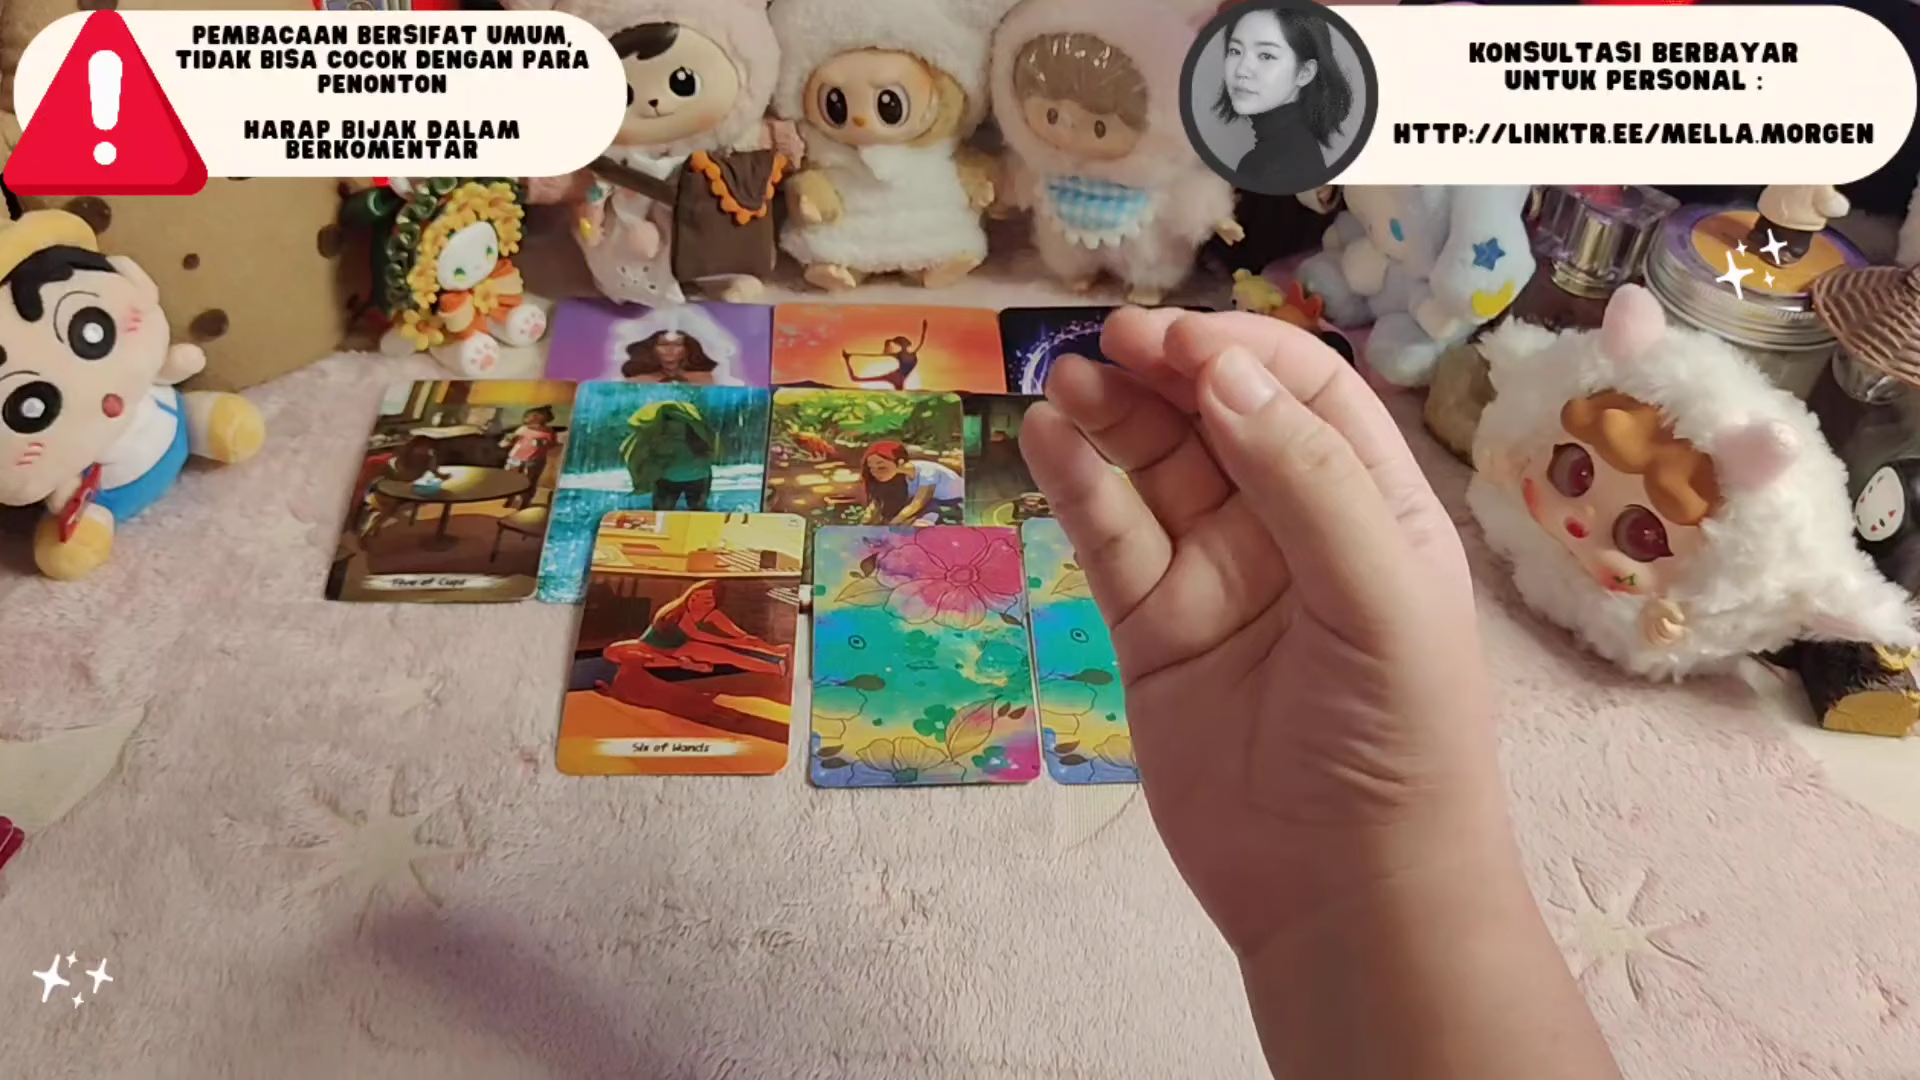 PEMBACAAN BERSIFAT UMUM,
TIDAK BISA COCOK DENGAN PARA
PENONTON
HARAP BIJAK DALAM
BERKOMENTAR
KONSULTASI BERBAYAR
UNTUK PERSONAL :
HTTP://LINKTR.EE/MELLA.MORGEN
Five of Cups
Six of Wands